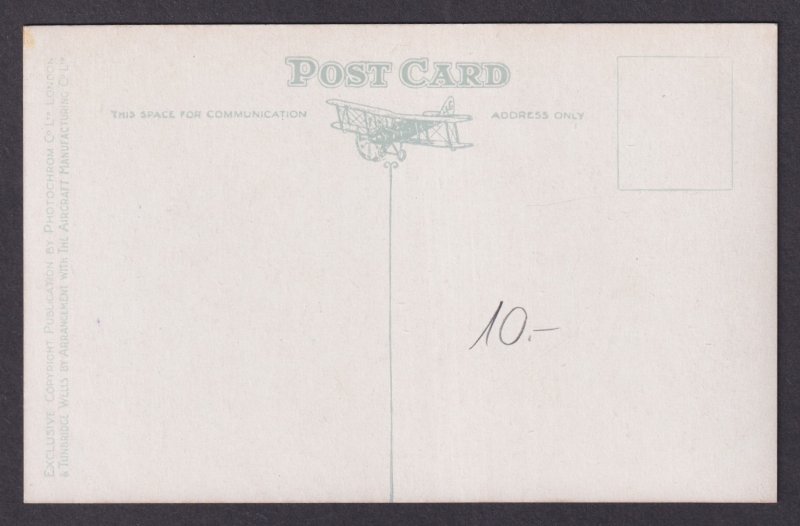 POST CARD
THIS SPACE FOR COMMUNICATION
ADDRESS ONLY
EXCLUSIVE COPYRIGHT PUBLICATION BY PHOTOCHROM CO LTD LONDON
& TUNBRIDGE WELLS BY ARRANGEMENT WITH THE AIRCRAFT MANUFACTURING CO LTD
10.-